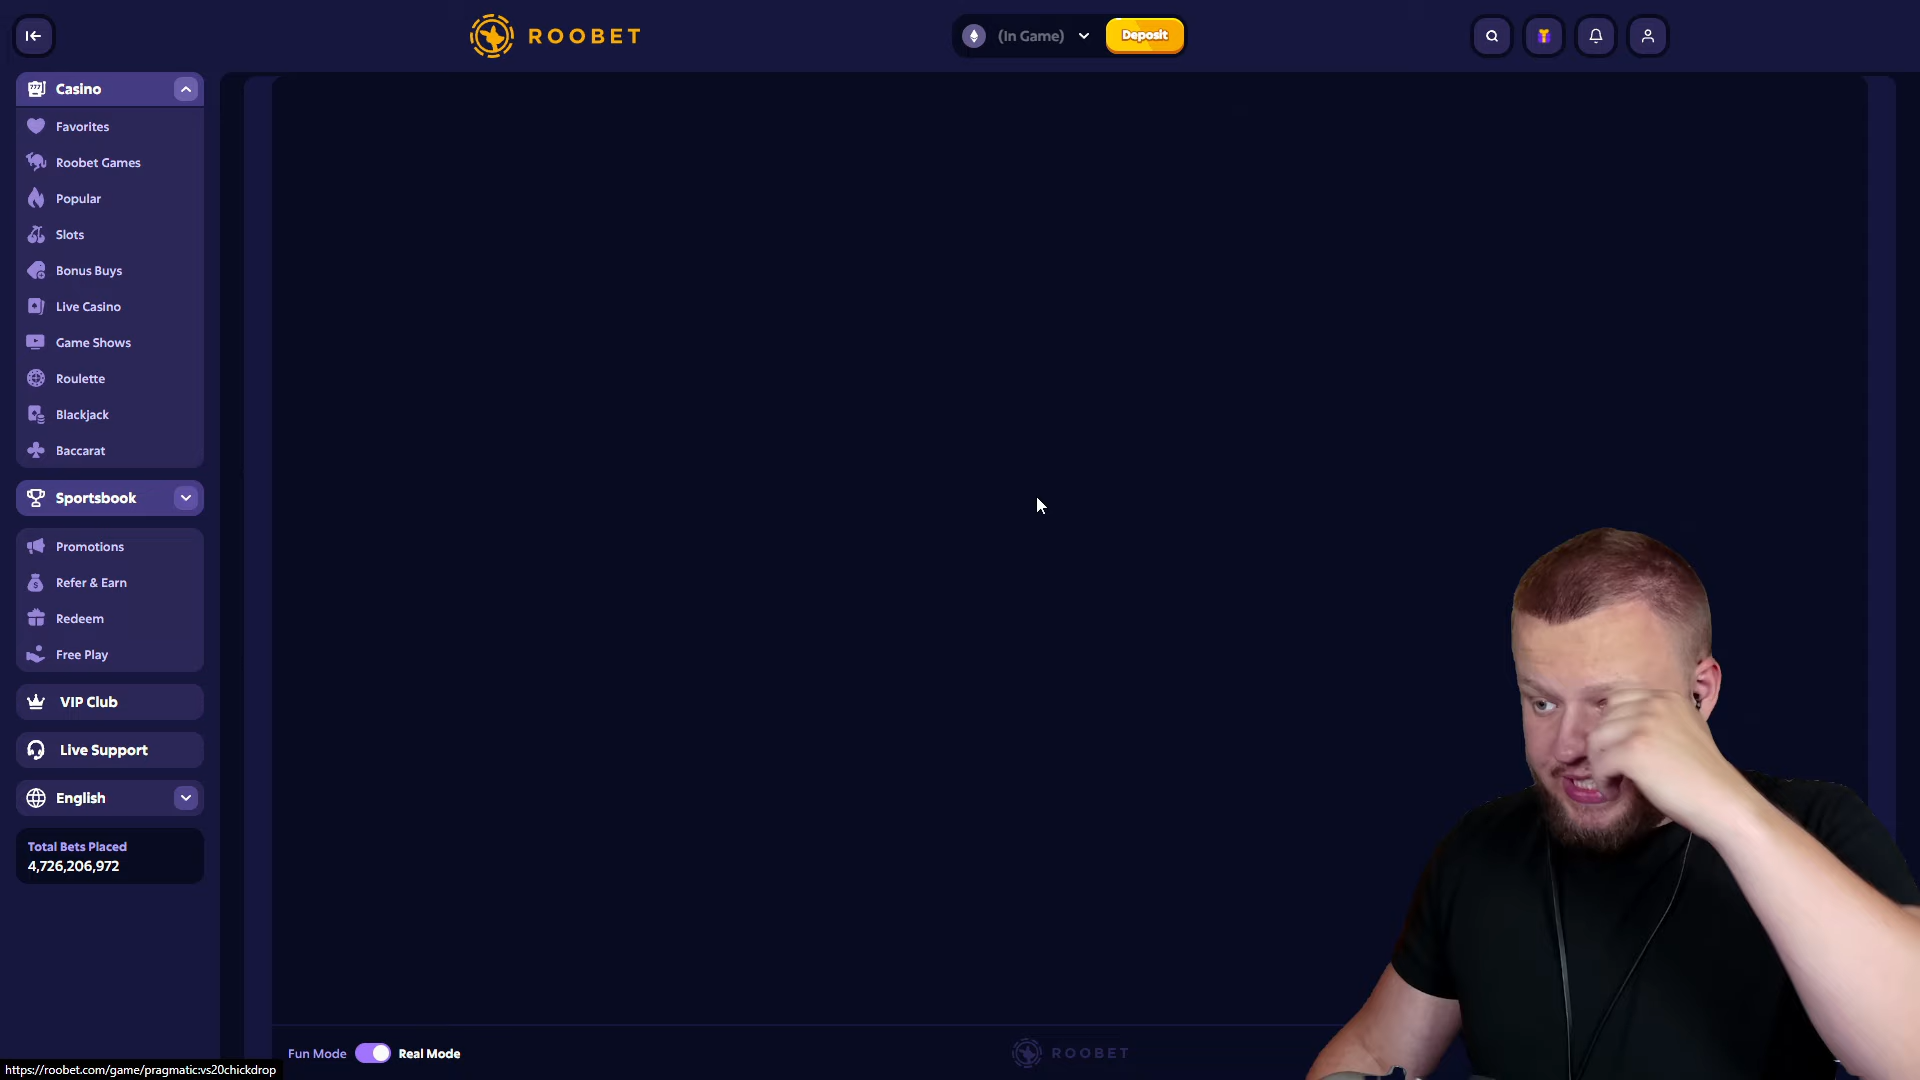 ROOBET
(In Game)
Deposit
Casino
Favorites
Roobet Games
Popular
Slots
Bonus Buys
Live Casino
Game Shows
Roulette
Blackjack
Baccarat
Sportsbook
Promotions
Refer & Earn
Redeem
Free Play
VIP Club
Live Support
English
Total Bets Placed
4,726,206,972
Fun Mode
Real Mode
ROOBET
https://roobet.com/game/pragmatic:vs20chickdrop